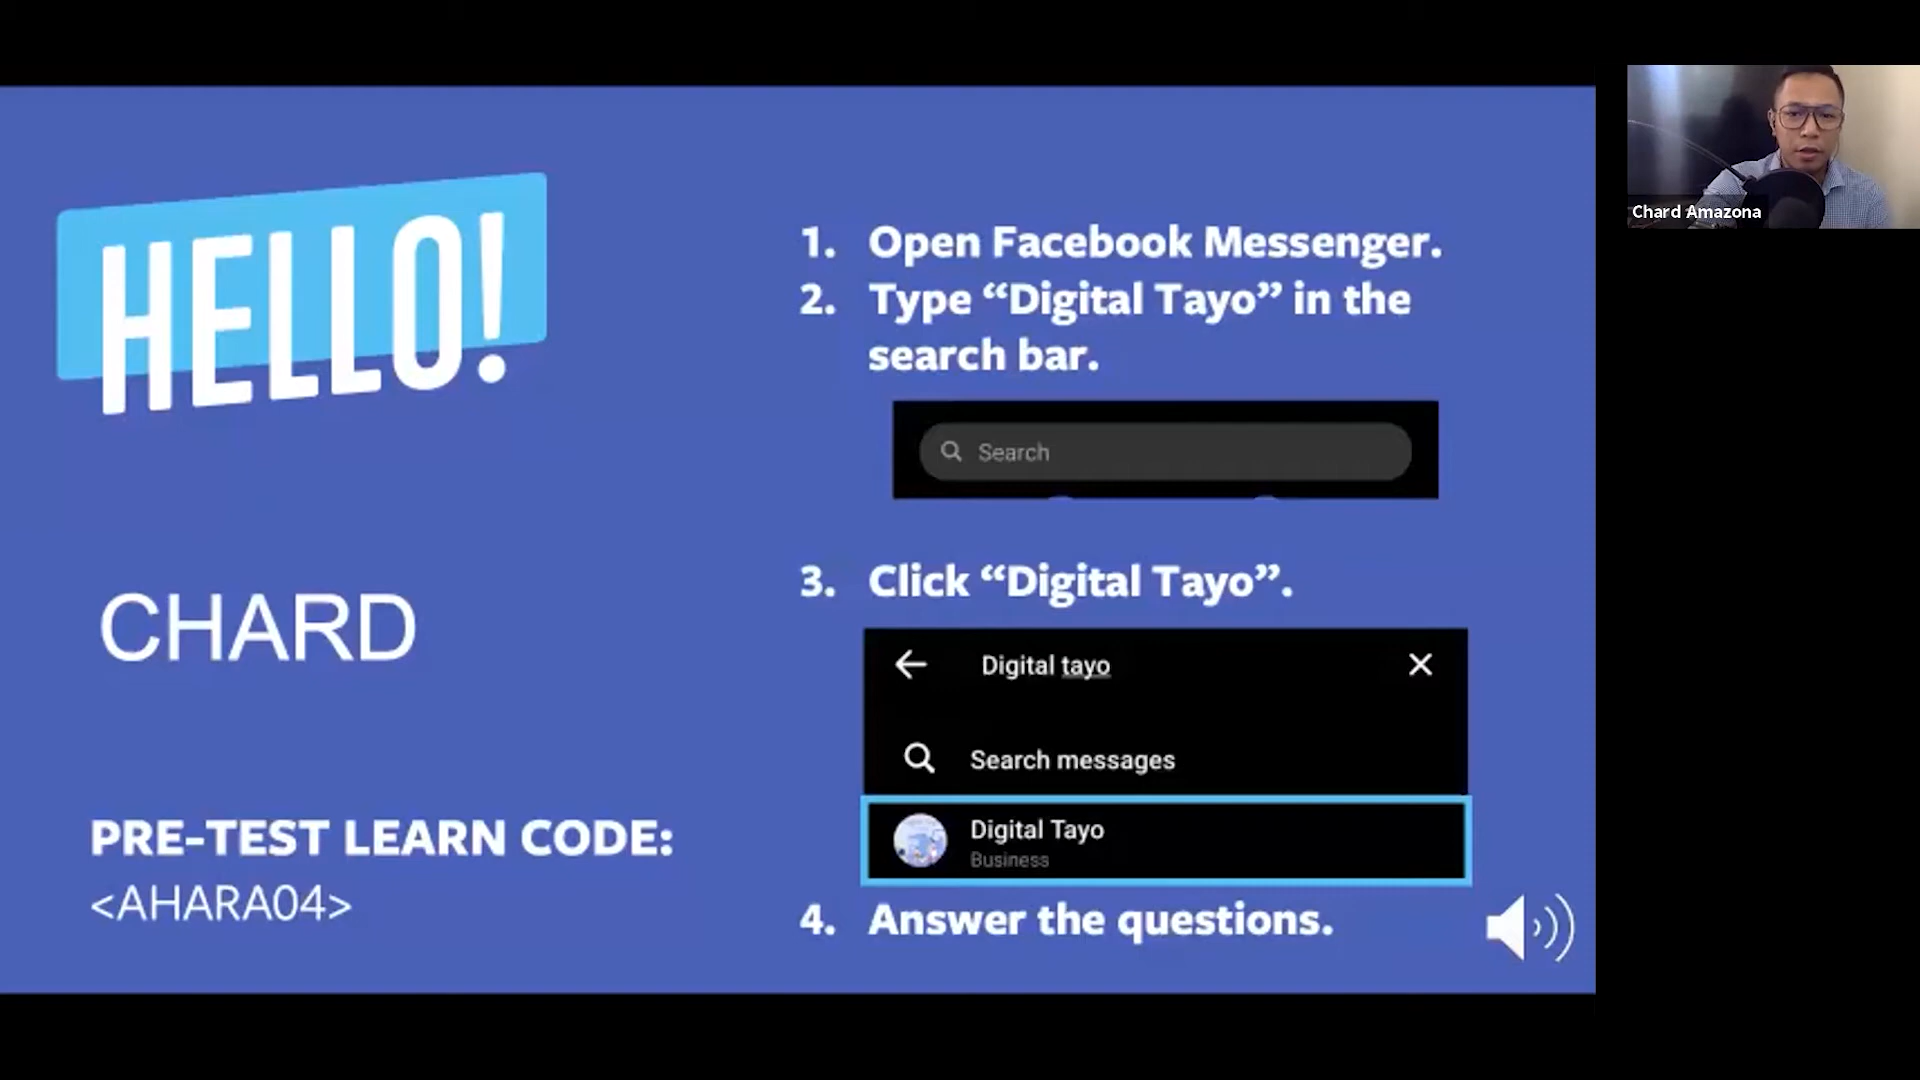 HELLO!
CHARD
PRE-TEST LEARN CODE:
<AHARA04>
1. Open Facebook Messenger.
2. Type “Digital Tayo” in the
search bar.
Search
3. Click “Digital Tayo”.
Digital tayo
Search messages
Digital Tayo
Business
4. Answer the questions.
Chard Amazona